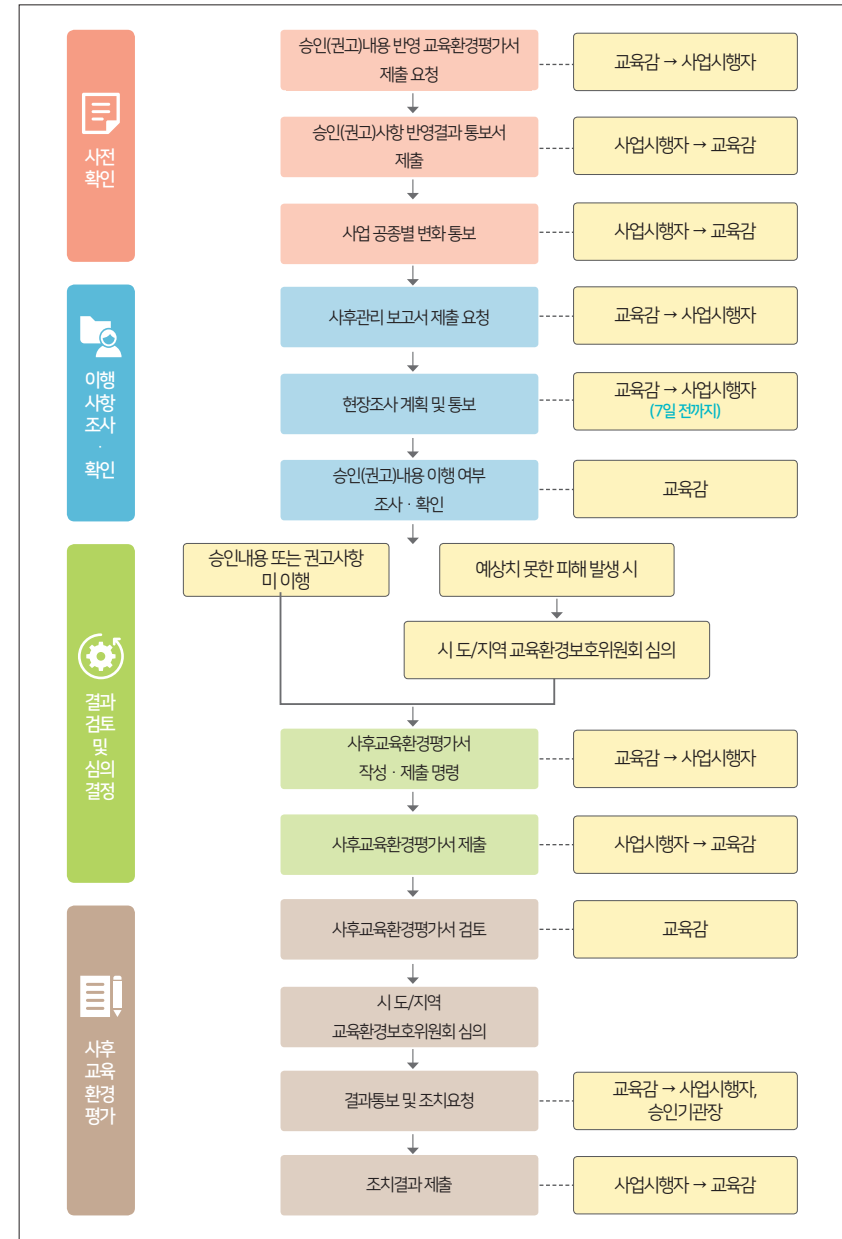 사전
확인
승인(권고)내용 반영 교육환경평가서
제출 요청
교육감 → 사업시행자
승인(권고)사항 반영결과 통보서
제출
사업시행자 → 교육감
사업 공종별 변화 통보
사업시행자 → 교육감
이행
사항
조사
·
확인
사후관리 보고서 제출 요청
교육감 → 사업시행자
현장조사 계획 및 통보
교육감 → 사업시행자
(7일 전까지)
승인(권고)내용 이행 여부
조사 · 확인
교육감
결과
검토
및
심의
결정
승인내용 또는 권고사항
미 이행
예상치 못한 피해 발생 시
시 도/지역 교육환경보호위원회 심의
사후교육환경평가서
작성 · 제출 명령
교육감 → 사업시행자
사후교육환경평가서 제출
사업시행자 → 교육감
사후
교육
환경
평가
사후교육환경평가서 검토
교육감
시 도/지역
교육환경보호위원회 심의
결과통보 및 조치요청
교육감 → 사업시행자,
승인기관장
조치결과 제출
사업시행자 → 교육감